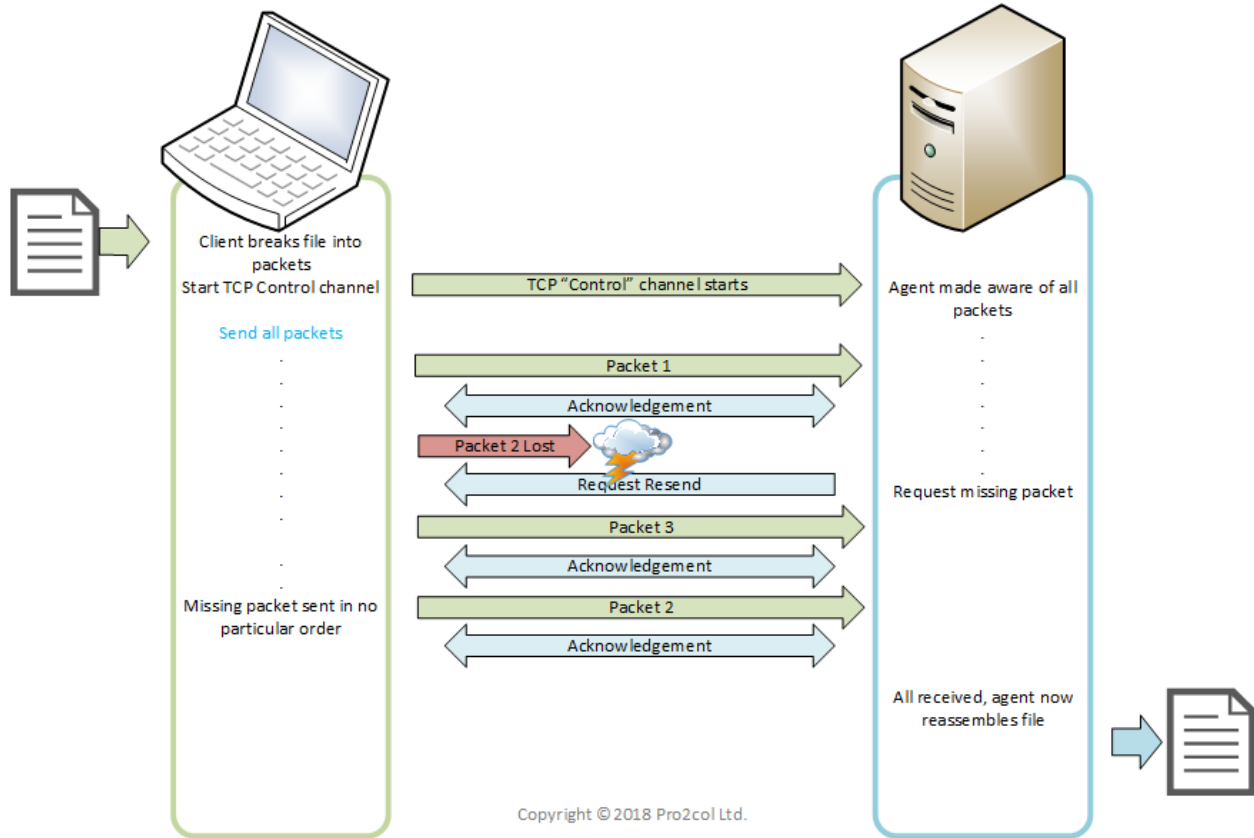 Client breaks file into
packets
Start TCP Control channel
TCP “Control” channel starts
Agent made aware of all
packets
Send all packets
Packet 1
Acknowledgement
Packet 2 Lost
Request Resend
Request missing packet
Packet 3
Acknowledgement
Missing packet sent in no
particular order
Packet 2
Acknowledgement
All received, agent now
reassembles file
Copyright © 2018 Pro2col Ltd.